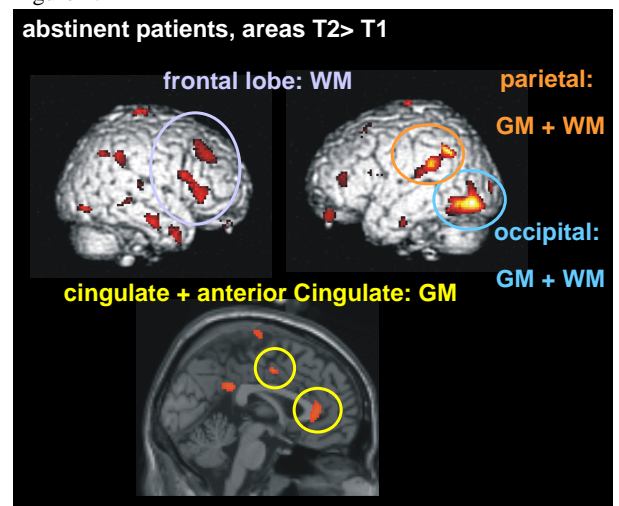 abstinent patients, areas T2> T1
frontal lobe: WM
parietal:
GM + WM
occipital:
GM + WM
cingulate + anterior Cingulate: GM